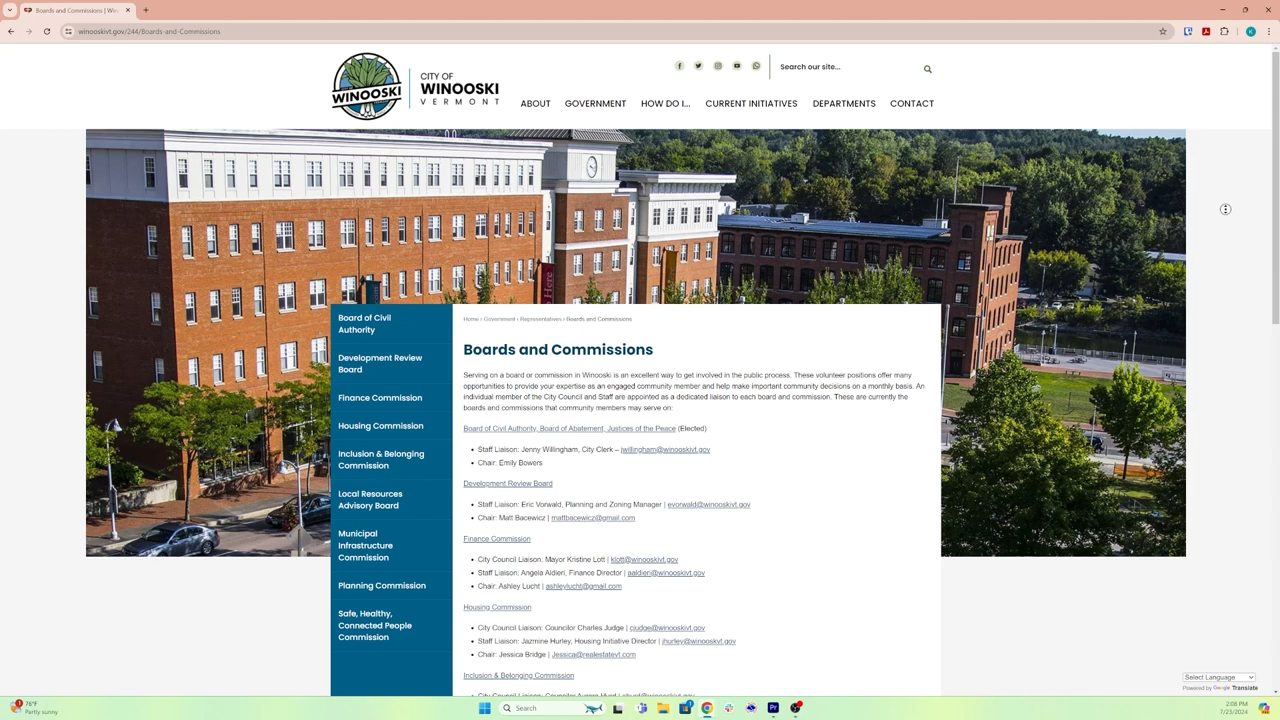 Boards and Commissions | Winoos
winooskivt.gov/244/Boards-and-Commissions
WINOOSKI
CITY OF
WINOOSKI
VERMONT
Search our site...
ABOUT GOVERNMENT HOW DO I... CURRENT INITIATIVES DEPARTMENTS CONTACT
Here
Board of Civil
Authority
Development Review
Board
Finance Commission
Housing Commission
Inclusion & Belonging
Commission
Local Resources
Advisory Board
Municipal
Infrastructure
Commission
Planning Commission
Safe, Healthy,
Connected People
Commission
Home › Government › Representatives › Boards and Commissions
Boards and Commissions
Serving on a board or commission in Winooski is an excellent way to get involved in the public process. These volunteer positions offer many
opportunities to provide your expertise as an engaged community member and help make important community decisions on a monthly basis. An
individual member of the City Council and Staff are appointed as a dedicated liaison to each board and commission. These are currently the
boards and commissions that community members may serve on:
Board of Civil Authority, Board of Abatement, Justices of the Peace (Elected)
• Staff Liaison: Jenny Willingham, City Clerk – jwillingham@winooskivt.gov
• Chair: Emily Bowers
Development Review Board
• Staff Liaison: Eric Vorwald, Planning and Zoning Manager | evorwald@winooskivt.gov
• Chair: Matt Bacewicz | mattbacewicz@gmail.com
Finance Commission
• City Council Liaison: Mayor Kristine Lott | klott@winooskivt.gov
• Staff Liaison: Angela Aldieri, Finance Director | aaldieri@winooskivt.gov
• Chair: Ashley Lucht | ashleylucht@gmail.com
Housing Commission
• City Council Liaison: Councilor Charles Judge | cjudge@winooskivt.gov
• Staff Liaison: Jazmine Hurley, Housing Initiative Director | jhurley@winooskvt.gov
• Chair: Jessica Bridge | Jessica@realestatevt.com
Inclusion & Belonging Commission
• City Council Liaison: Councilor Aurora Hurd | ahurd@winooskivt.gov
Select Language
Powered by Google Translate
76°F
Partly sunny
Search
2:08 PM
7/23/2024